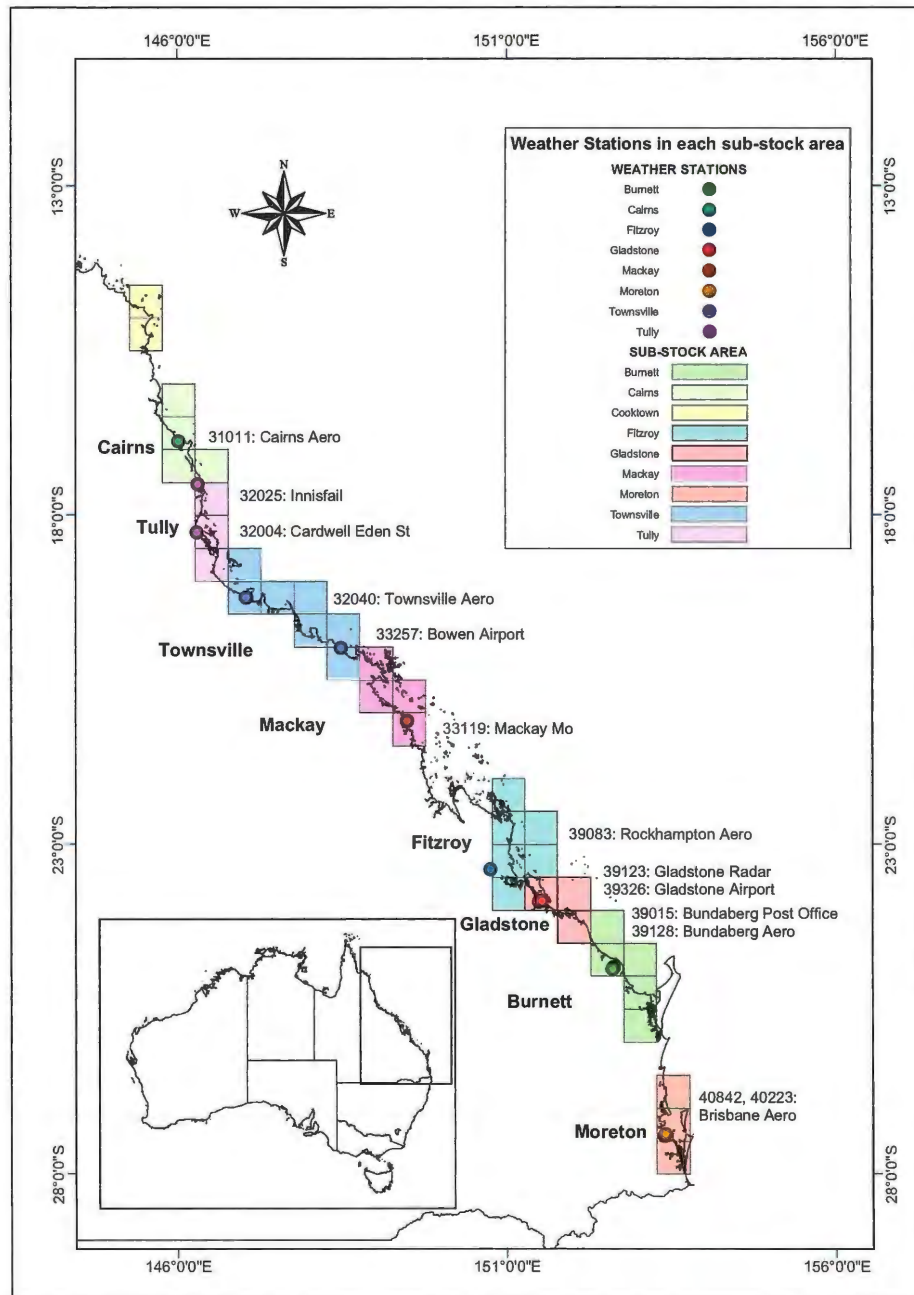 146°0'0"E 151°0'0"E 156°0'0"E
Weather Stations in each sub-stock area
WEATHER STATIONS
Burnett
Cairns
Fitzroy
Gladstone
Mackay
Moreton
Townsville
Tully
SUB-STOCK AREA
Burnett
Cairns
Cooktown
Fitzroy
Gladstone
Mackay
Moreton
Townsville
Tully
N
W E
S
13°0'0"S 13°0'0"S
Cairns
31011: Cairns Aero
32025: Innisfail
18°0'0"S 18°0'0"S
Tully
32004: Cardwell Eden St
32040: Townsville Aero
Townsville
33257: Bowen Airport
Mackay
33119: Mackay Mo
Fitzroy
39083: Rockhampton Aero
23°0'0"S 23°0'0"S
39123: Gladstone Radar
39326: Gladstone Airport
Gladstone
39015: Bundaberg Post Office
39128: Bundaberg Aero
Burnett
40842, 40223:
Brisbane Aero
Moreton
28°0'0"S 28°0'0"S
146°0'0"E 151°0'0"E 156°0'0"E